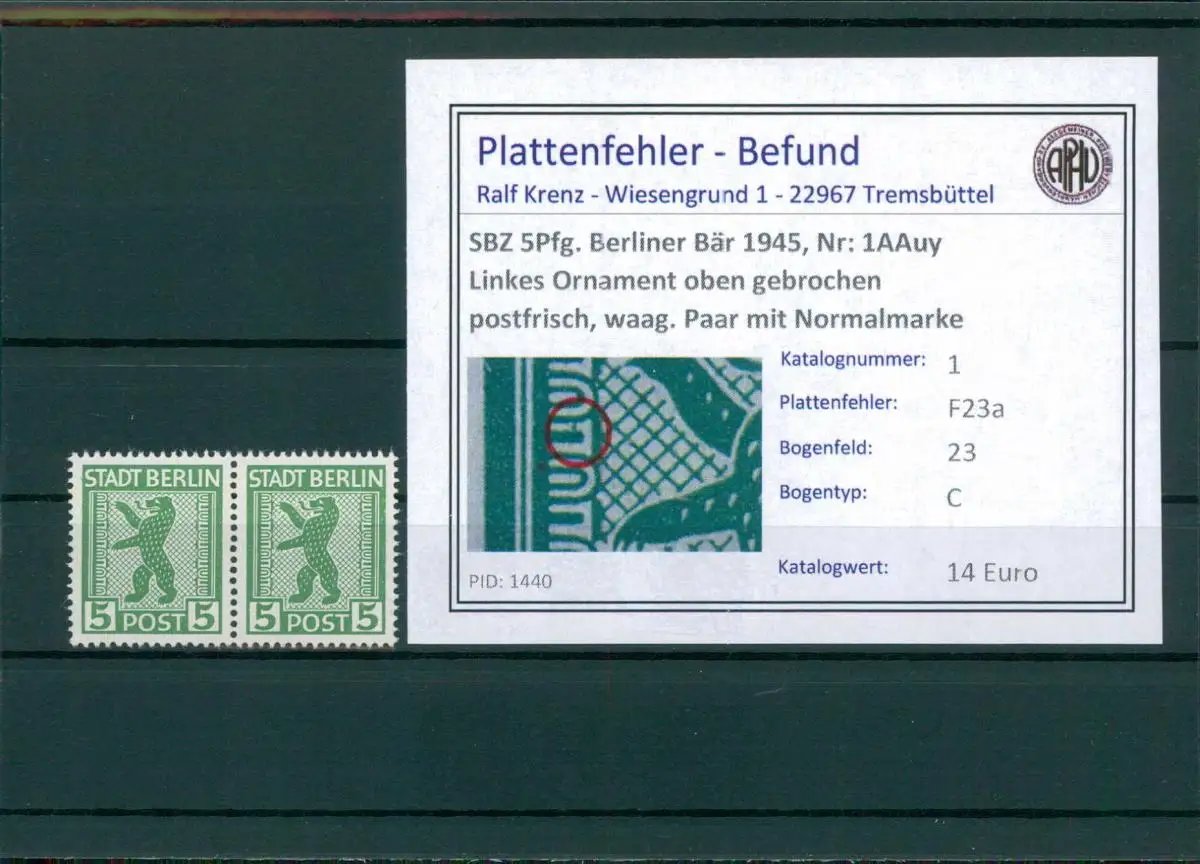 STADT BERLIN
5 POST 5
STADT BERLIN
5 POST 5
Plattenfehler - Befund
Ralf Krenz - Wiesengrund 1 - 22967 Tremsbüttel
APHV
SBZ 5Pfg. Berliner Bär 1945, Nr: 1AAuy
Linkes Ornament oben gebrochen
postfrisch, waag. Paar mit Normalmarke
Katalognummer: 1
Plattenfehler: F23a
Bogenfeld: 23
Bogentyp: C
Katalogwert: 14 Euro
PID: 1440